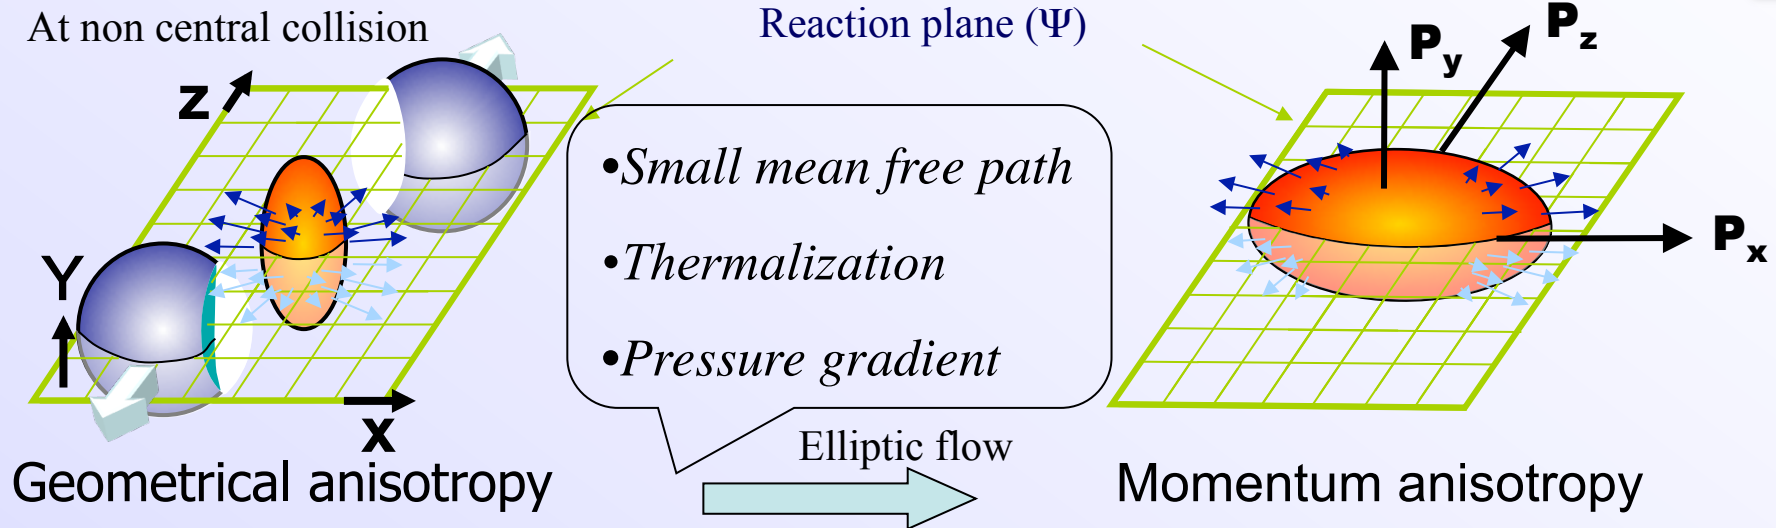 At non central collision
Reaction plane (Ψ)
Z
Y
X
•Small mean free path
•Thermalization
•Pressure gradient
Py
Pz
Px
Elliptic flow
Geometrical anisotropy
Momentum anisotropy